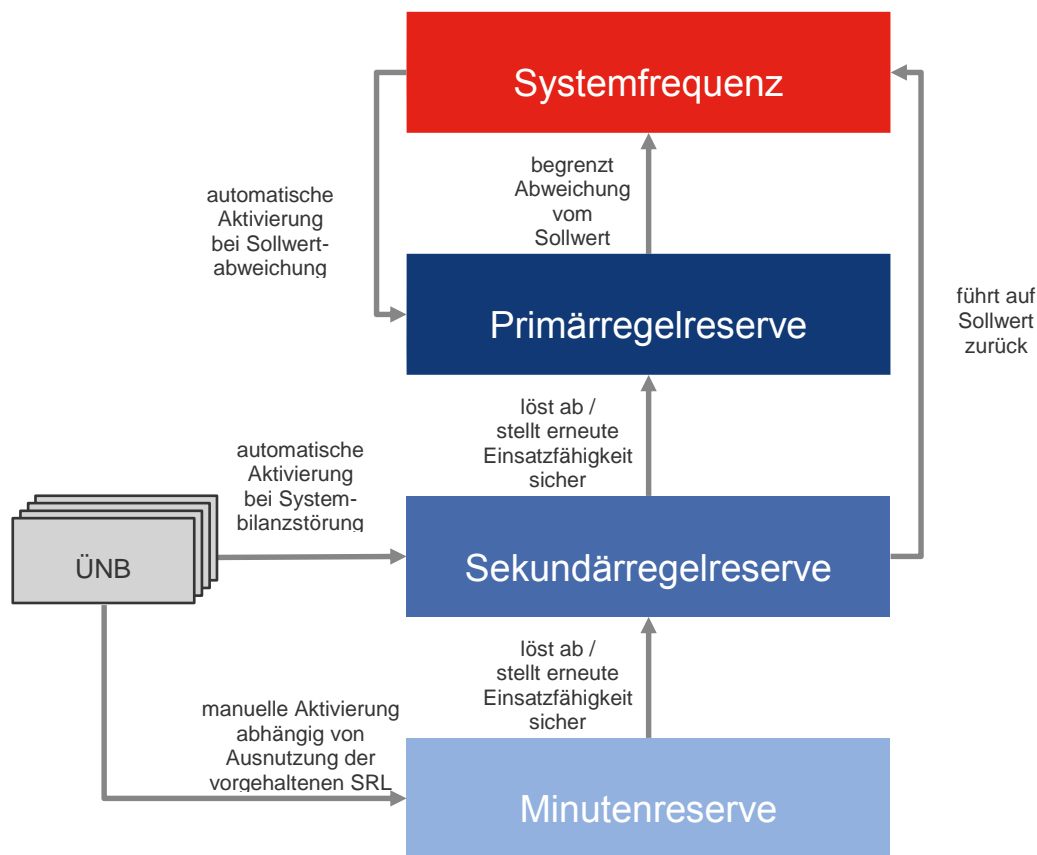 Systemfrequenz
automatische
Aktivierung
bei Sollwert-
abweichung
begrenzt
Abweichung
vom
Sollwert
führt auf
Sollwert
zurück
Primärregelreserve
löst ab /
stellt erneute
Einsatzfähigkeit
sicher
automatische
Aktivierung
bei System-
bilanzstörung
ÜNB
Sekundärregelreserve
löst ab /
stellt erneute
Einsatzfähigkeit
sicher
manuelle Aktivierung
abhängig von
Ausnutzung der
vorgehaltenen SRL
Minutenreserve